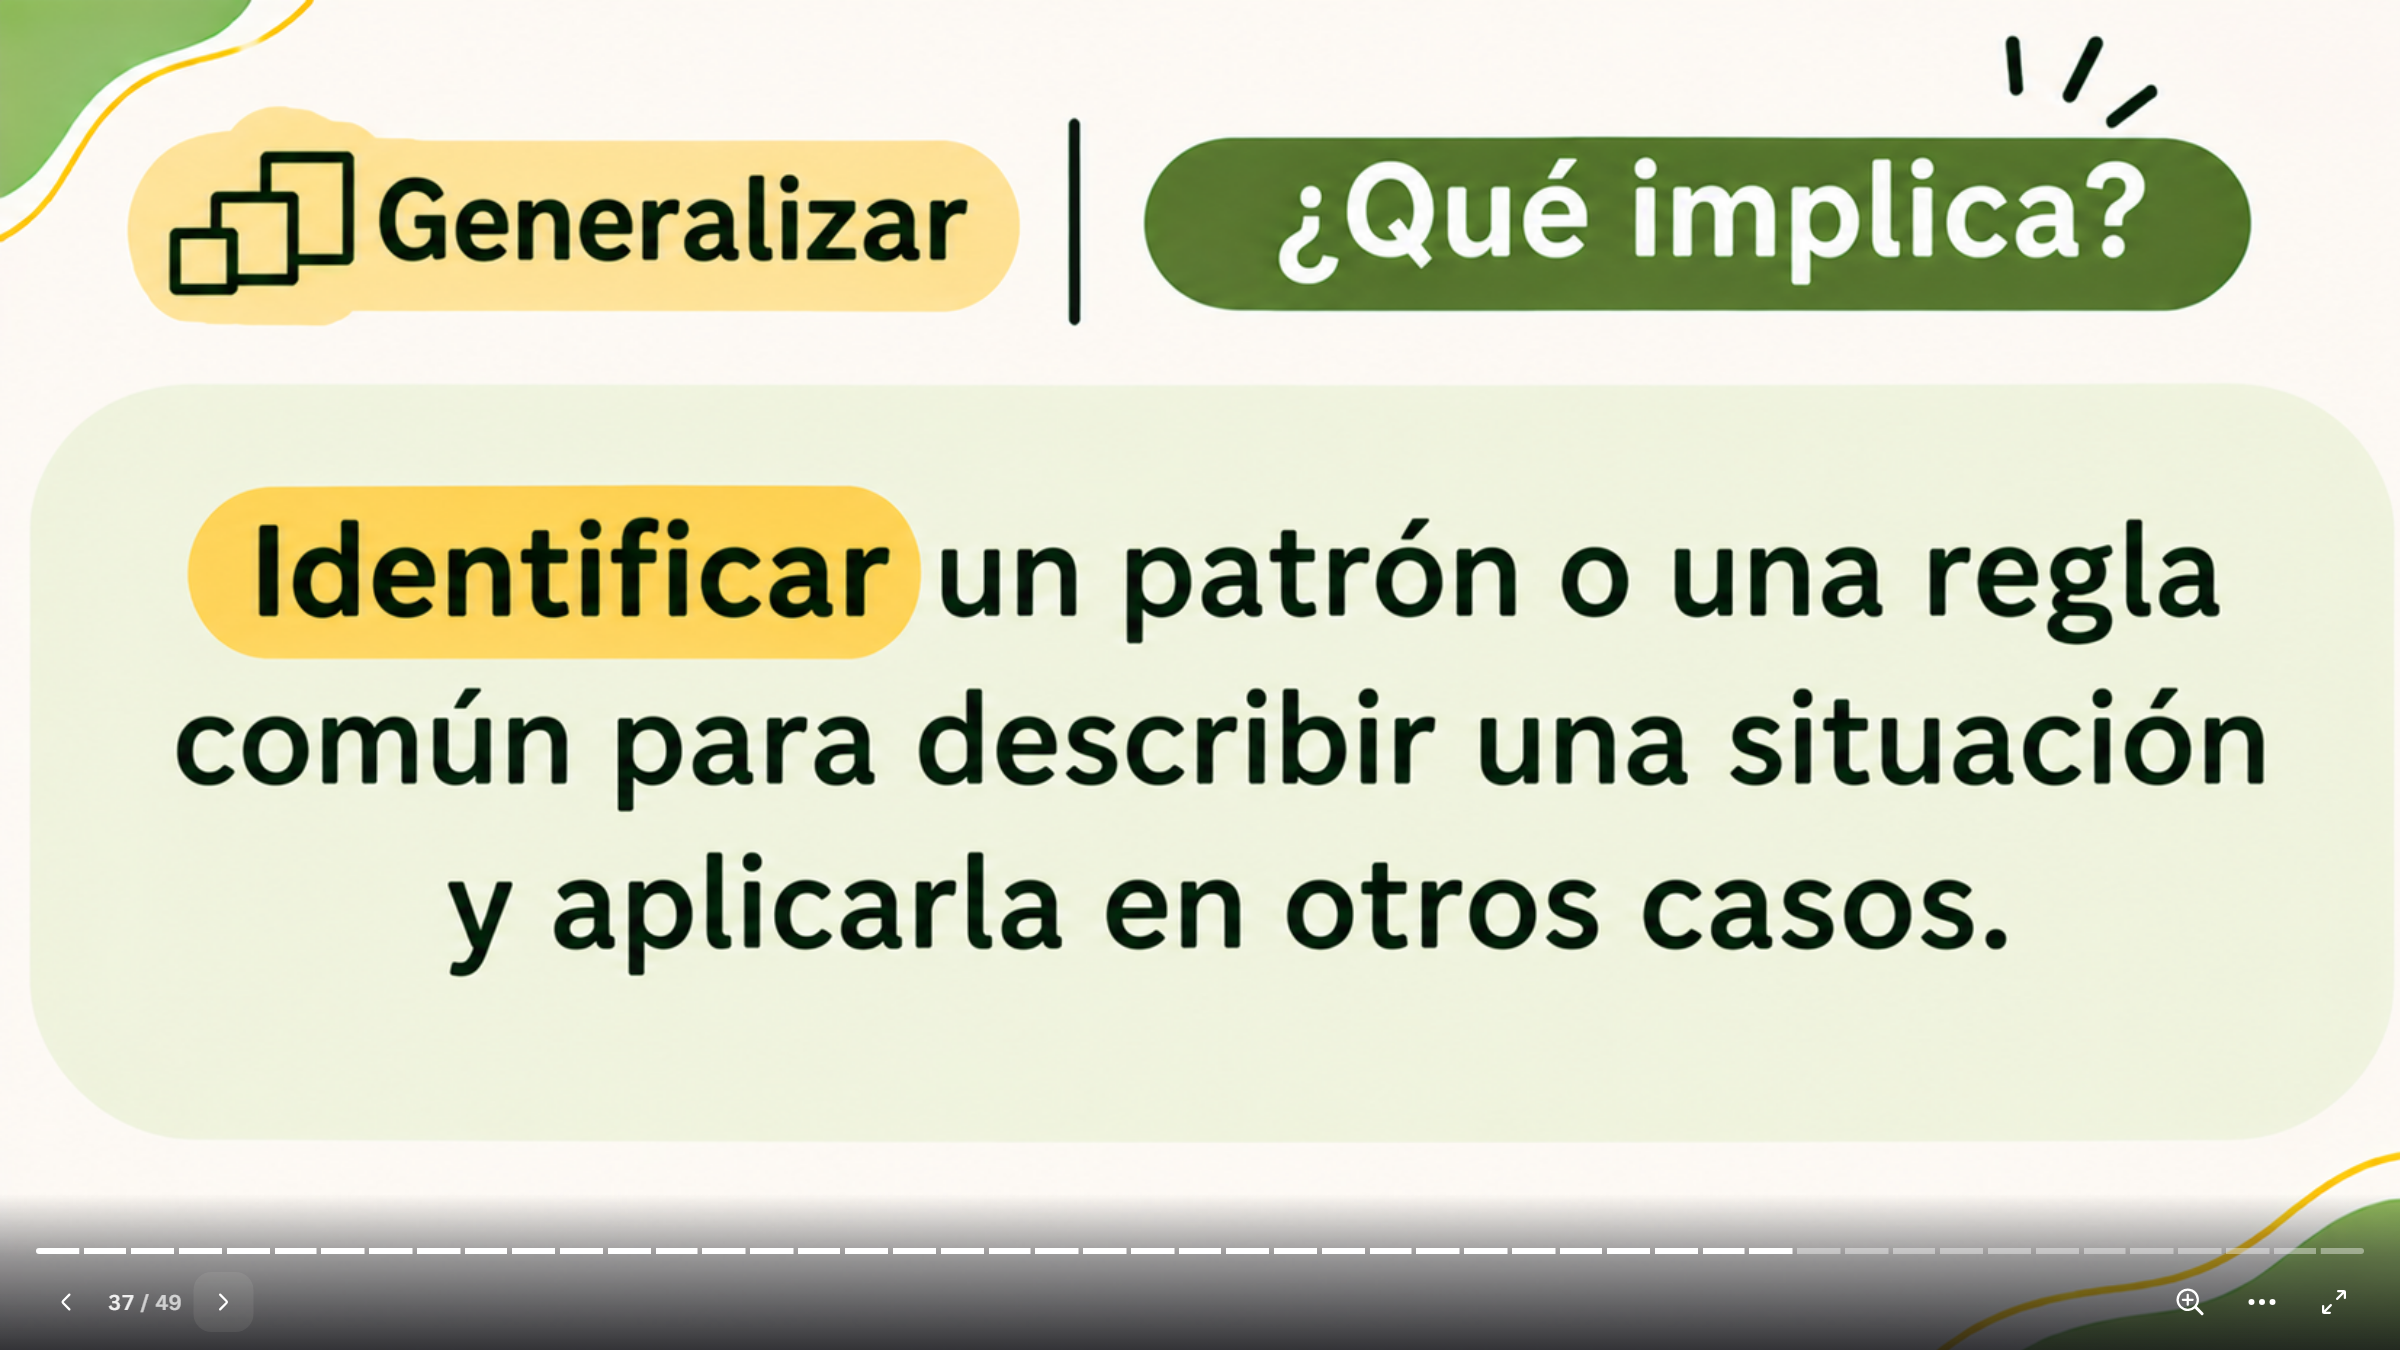 Generalizar
¿Qué implica?
Identificar un patrón o una regla
común para describir una situación
y aplicarla en otros casos.
37 / 49